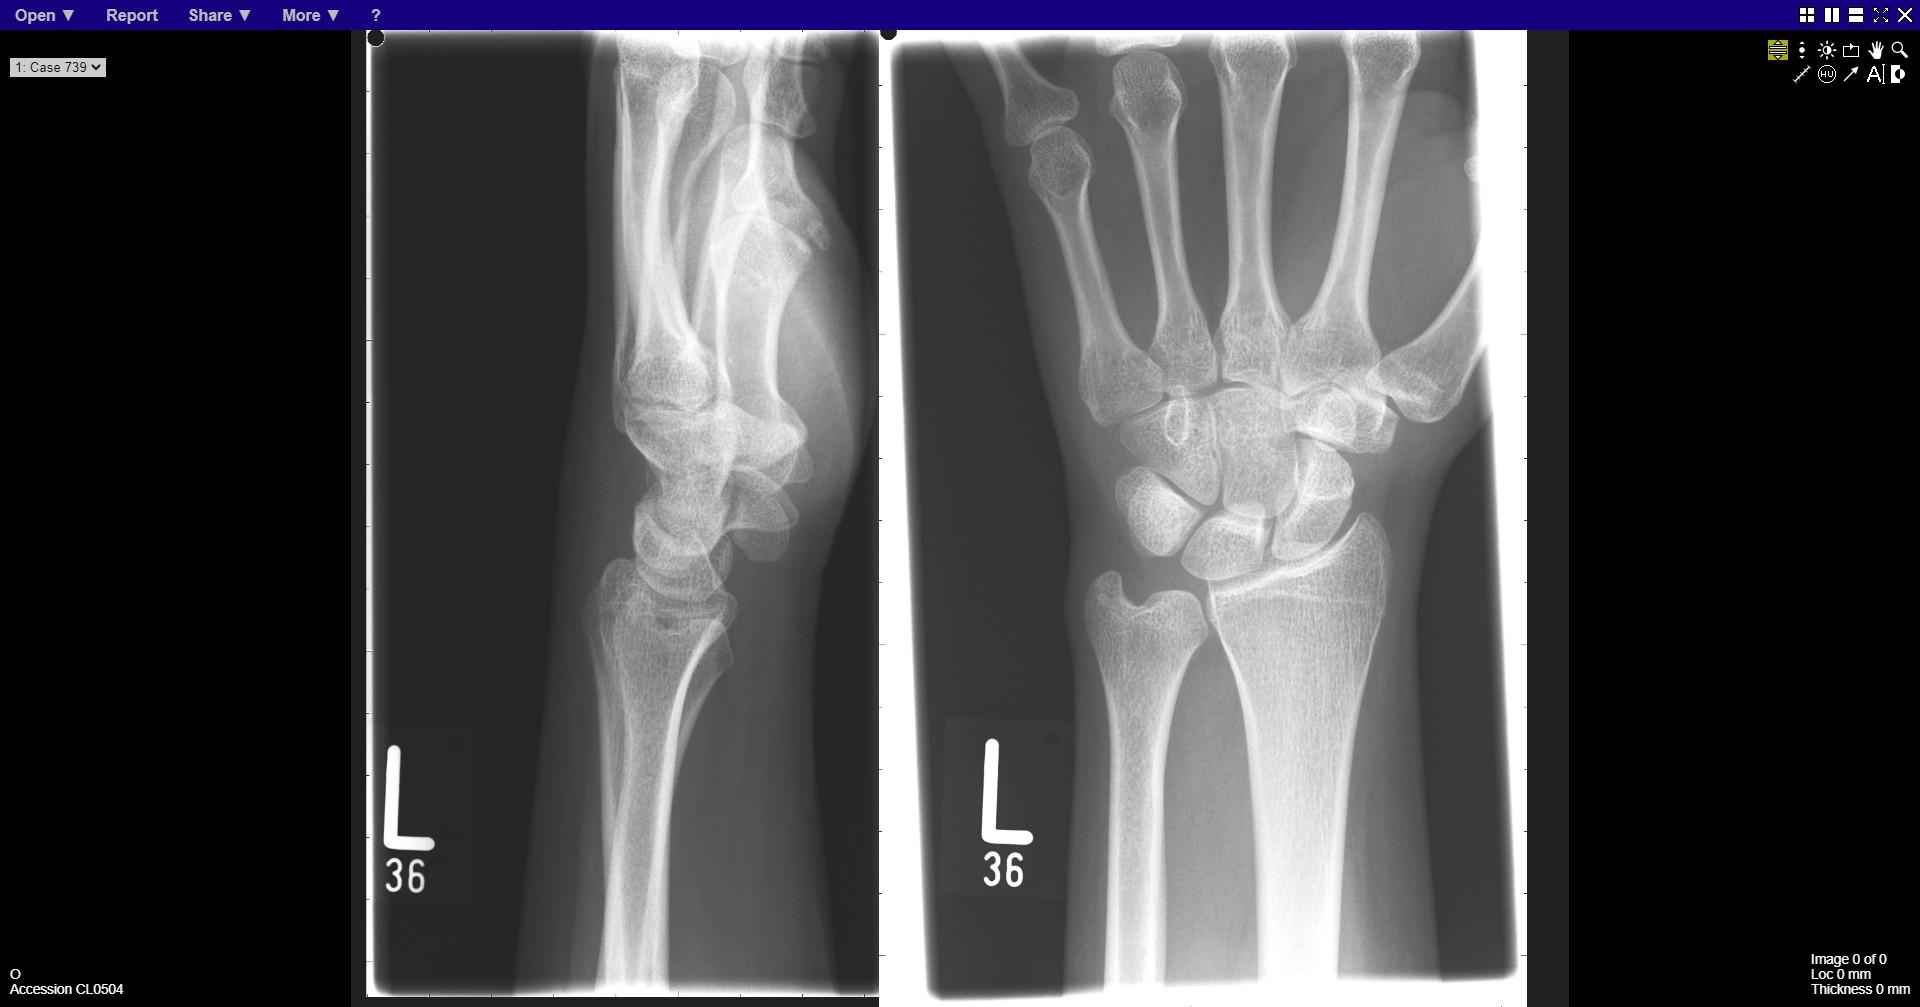 Open ▼ Report Share ▼ More ▼ ?
1: Case 739
HU
A
L
36
L
36
O
Accession CL0504
Image 0 of 0
Loc 0 mm
Thickness 0 mm